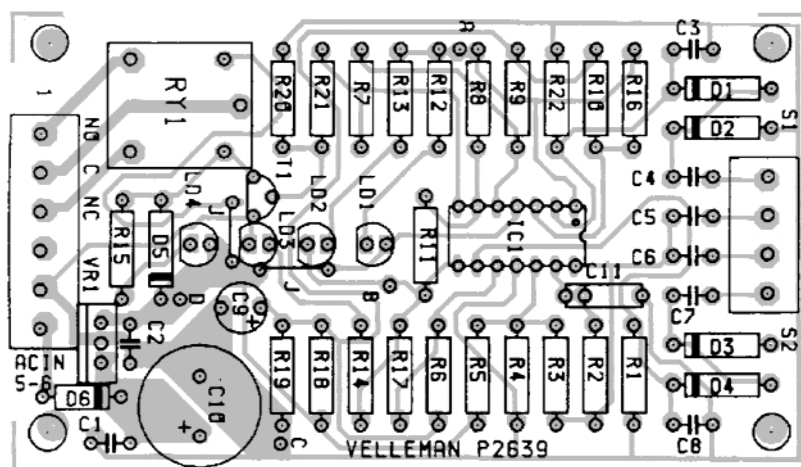 C3
1
RY1
R20
R21
R7
R13
R12
B
R8
R9
R22
R10
R16
D1
D2
S1
NO
C
NC
VR1
T1
LD4
LD3
LD2
LD1
J
J
R15
D5
R11
IC1
C4
C5
C6
C7
C11
D
C9
+
B
C2
ACIN
5-6
D6
C1
C10
+
R19
R18
R14
R17
R6
R5
R4
R3
R2
R1
D3
D4
S2
C8
C
VELLEMAN P2639